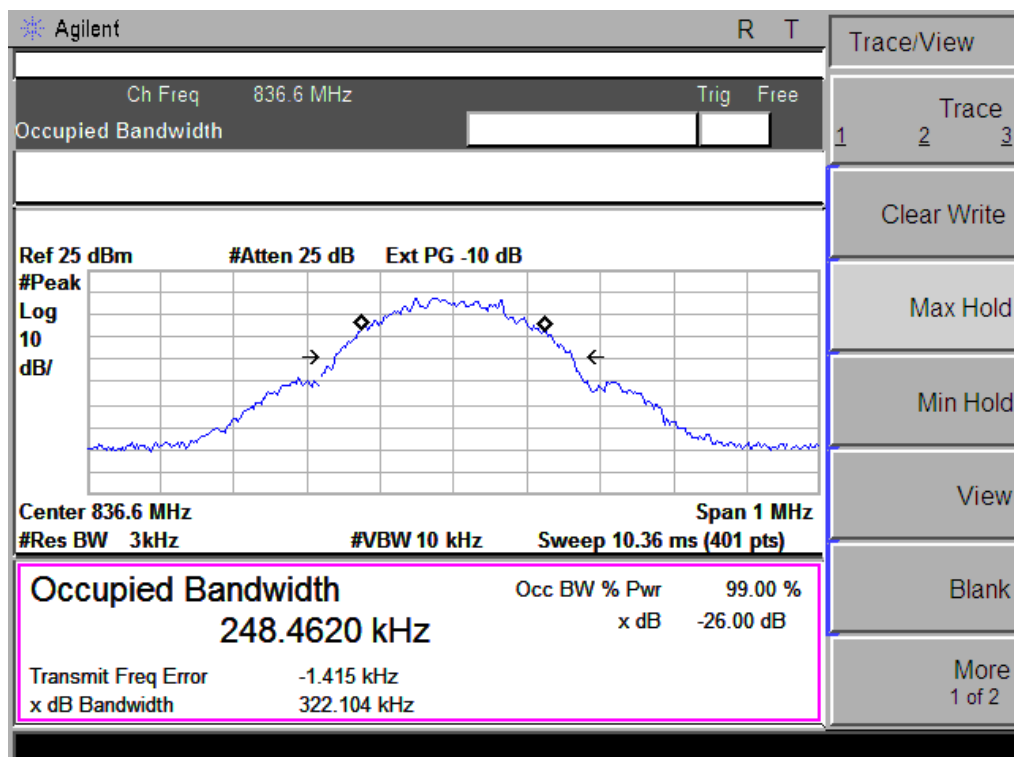 Agilent R T
Ch Freq 836.6 MHz Trig Free
Occupied Bandwidth
Ref 25 dBm #Atten 25 dB Ext PG -10 dB
#Peak
Log
10
dB/
Center 836.6 MHz Span 1 MHz
#Res BW 3kHz #VBW 10 kHz Sweep 10.36 ms (401 pts)
Occupied Bandwidth Occ BW % Pwr 99.00 %
248.4620 kHz x dB -26.00 dB
Transmit Freq Error -1.415 kHz
x dB Bandwidth 322.104 kHz
Trace/View
Trace
1 2 3
Clear Write
Max Hold
Min Hold
View
Blank
More
1 of 2